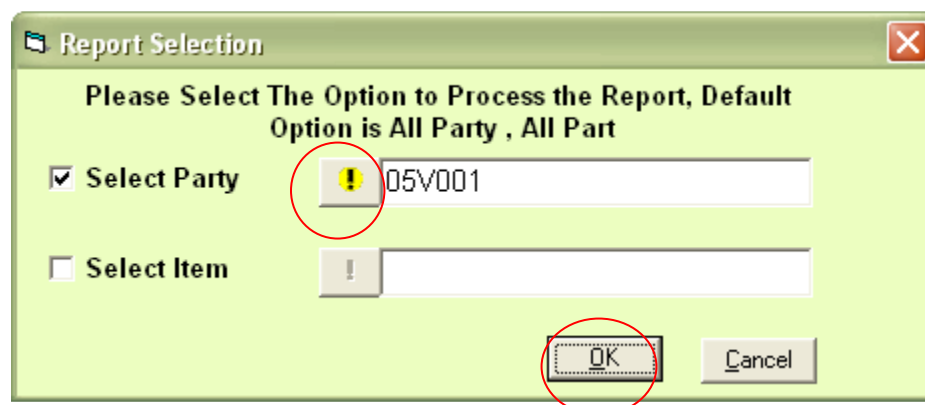 Report Selection
Please Select The Option to Process the Report, Default
Option is All Party , All Part
Select Party ! 05V001
Select Item !
OK Cancel